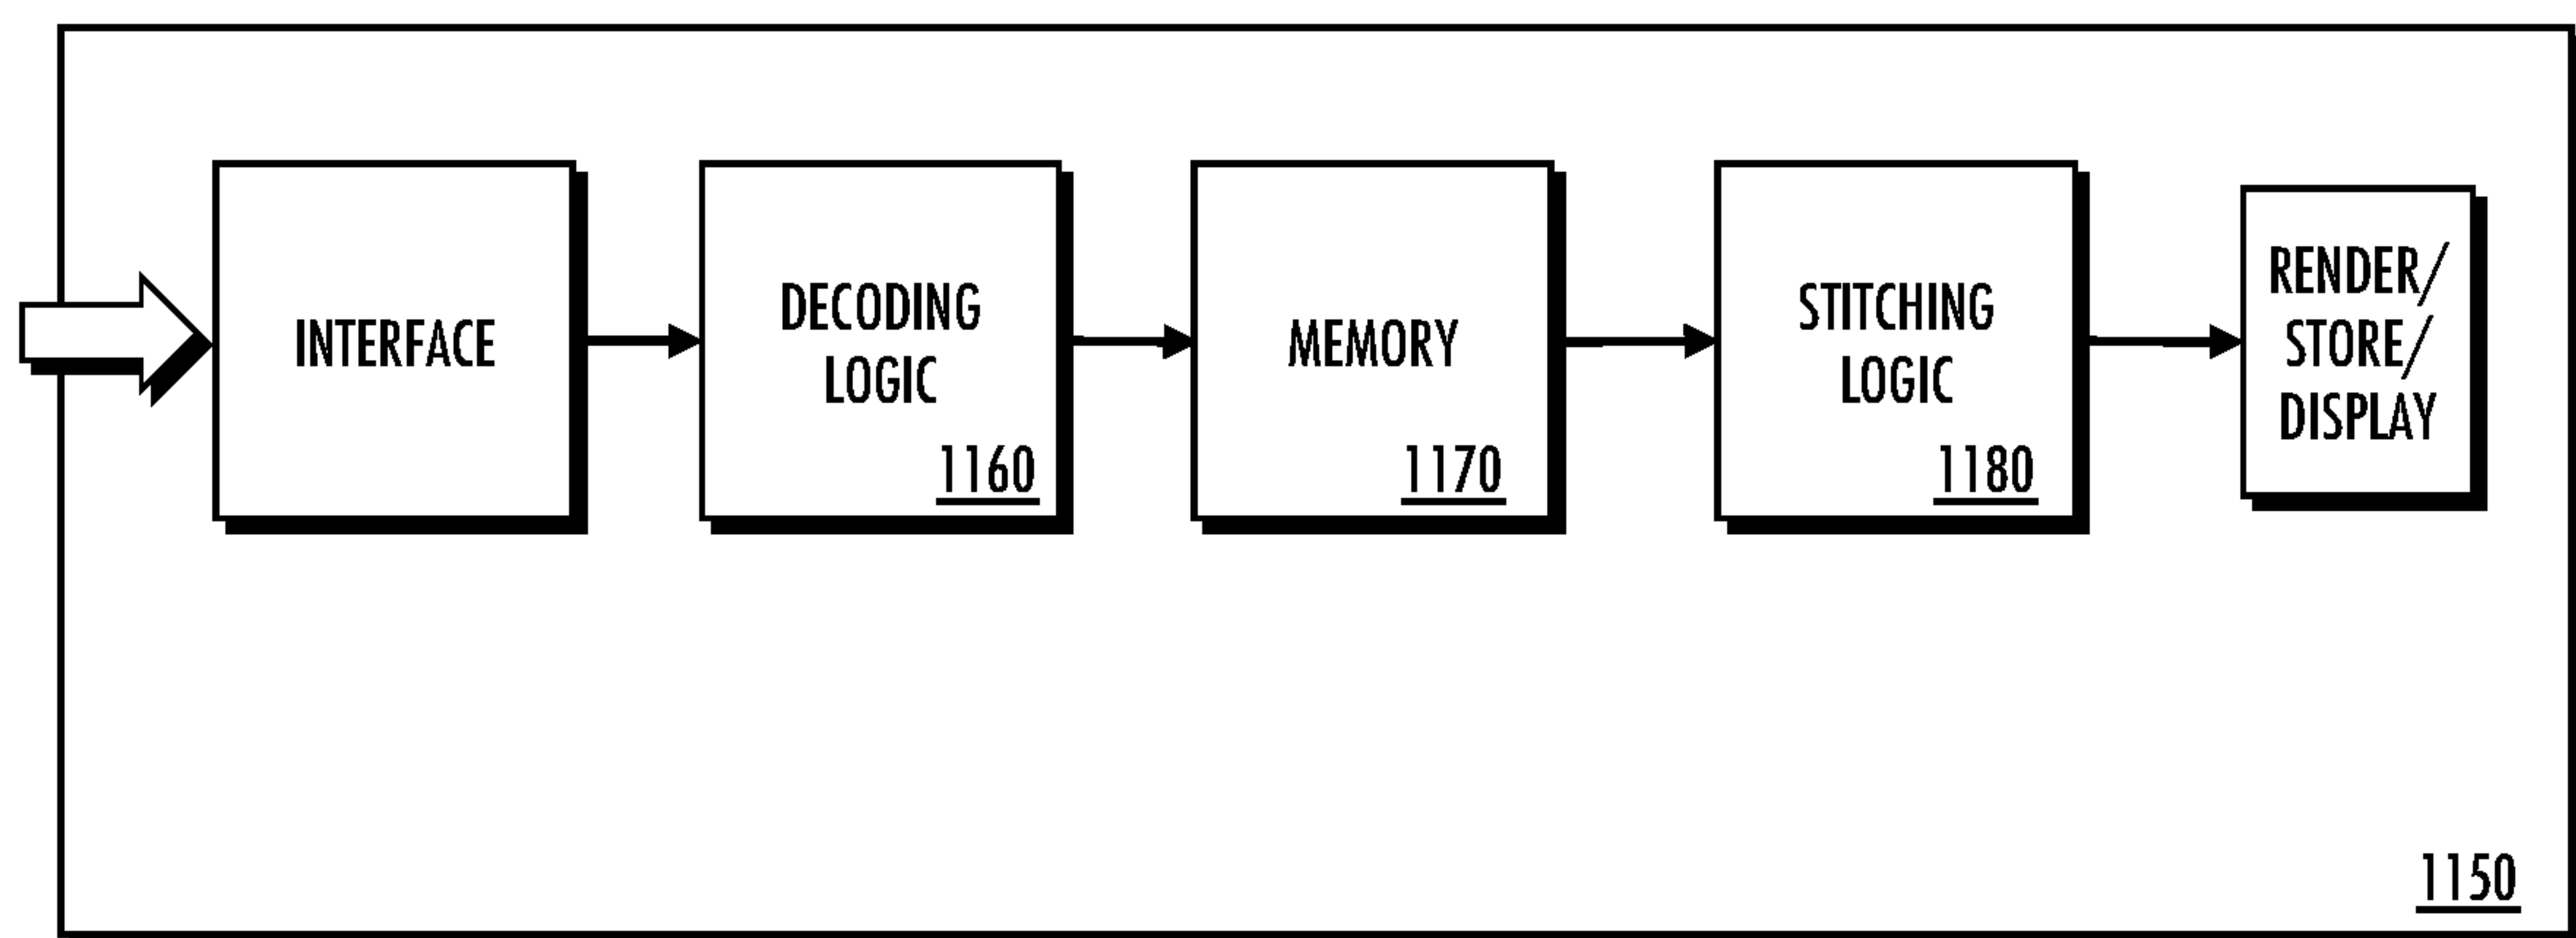 INTERFACE
DECODING
LOGIC
1160
MEMORY
1170
STITCHING
LOGIC
1180
RENDER/
STORE/
DISPLAY
1150